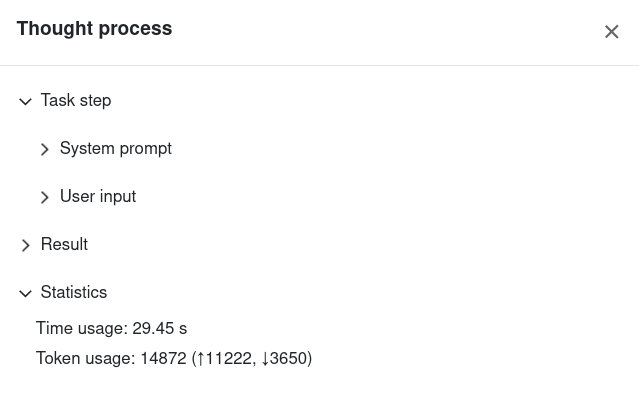 Thought process
Task step
System prompt
User input
Result
Statistics
Time usage: 29.45 s
Token usage: 14872 (↑11222, ↓3650)